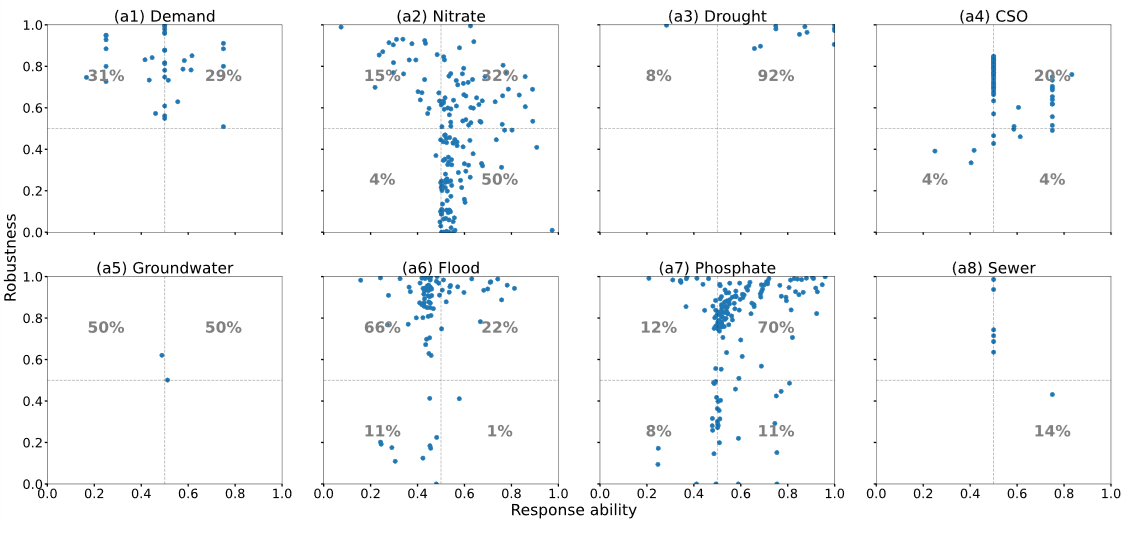 (a1) Demand
(a2) Nitrate
(a3) Drought
(a4) CSO
1.0
0.8
0.6
0.4
0.2
0.0
31%
29%
15%
32%
4%
50%
8%
92%
20%
4%
4%
Robustness
(a5) Groundwater
(a6) Flood
(a7) Phosphate
(a8) Sewer
1.0
0.8
0.6
0.4
0.2
0.0
50%
50%
66%
22%
11%
1%
12%
70%
8%
11%
14%
0.0 0.2 0.4 0.6 0.8 1.0
0.0 0.2 0.4 0.6 0.8 1.0
0.0 0.2 0.4 0.6 0.8 1.0
0.0 0.2 0.4 0.6 0.8 1.0
Response ability